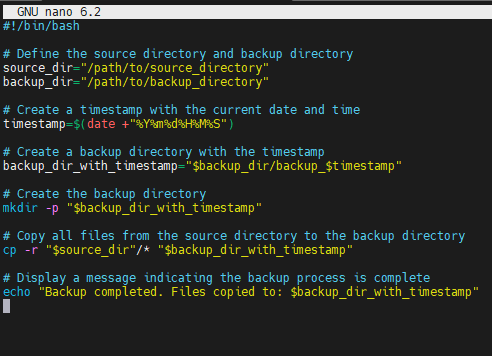 GNU nano 6.2
#!/bin/bash
# Define the source directory and backup directory
source_dir="/path/to/source_directory"
backup_dir="/path/to/backup_directory"
# Create a timestamp with the current date and time
timestamp=$(date +"%Y%m%d%H%M%S")
# Create a backup directory with the timestamp
backup_dir_with_timestamp="$backup_dir/backup_$timestamp"
# Create the backup directory
mkdir -p "$backup_dir_with_timestamp"
# Copy all files from the source directory to the backup directory
cp -r "$source_dir"/* "$backup_dir_with_timestamp"
# Display a message indicating the backup process is complete
echo "Backup completed. Files copied to: $backup_dir_with_timestamp"